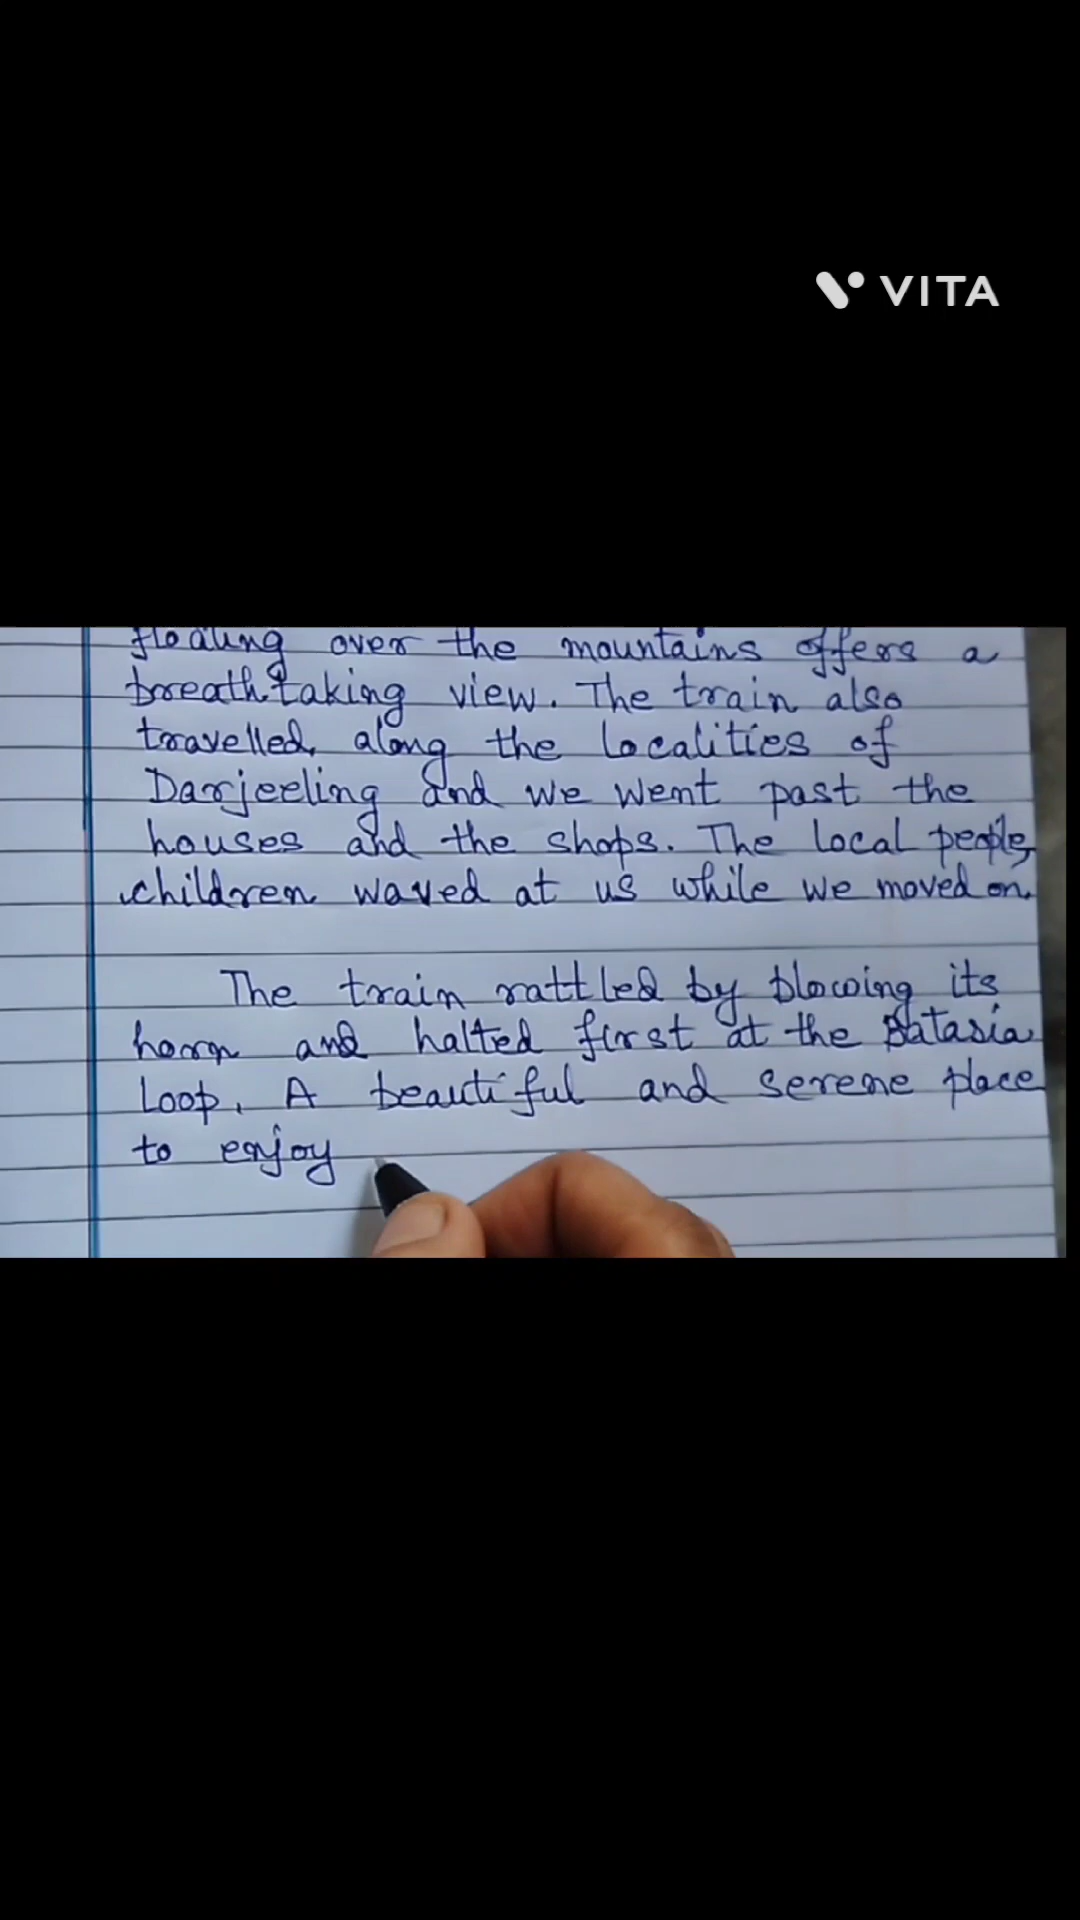 VITA
floating over the mountains offers a
breathtaking view. The train also
travelled along the localities of
Darjeeling and we went past the
houses and the shops. The local people,
children waved at us while we moved on.
The train rattled by blowing its
horn and halted first at the Batasia
Loop. A beautiful and serene place
to enjoy